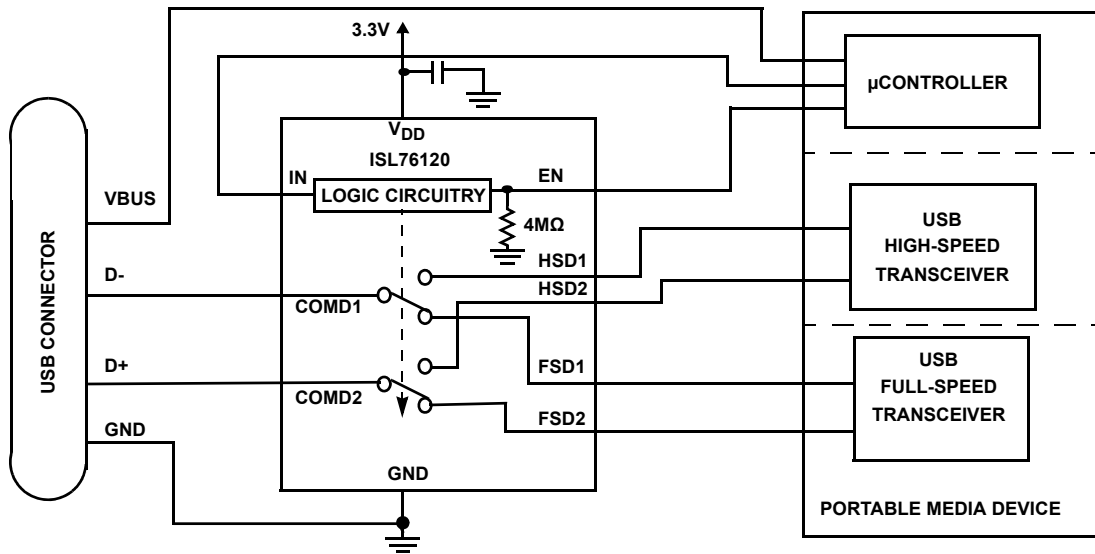 3.3V
µCONTROLLER
VDD
ISL76120
IN
LOGIC CIRCUITRY
EN
4MΩ
VBUS
D-
D+
GND
USB CONNECTOR
COMD1
COMD2
HSD1
HSD2
FSD1
FSD2
GND
USB
HIGH-SPEED
TRANSCEIVER
USB
FULL-SPEED
TRANSCEIVER
PORTABLE MEDIA DEVICE